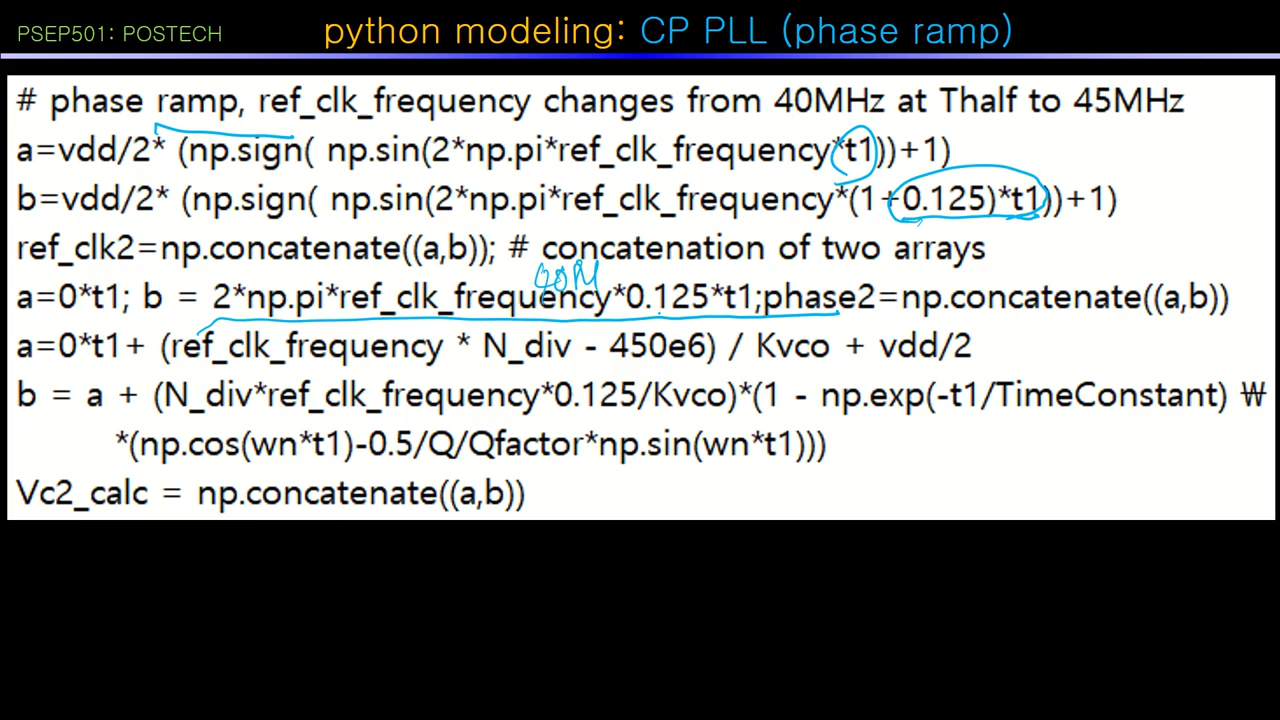 PSEP501: POSTECH
python modeling: CP PLL (phase ramp)
# phase ramp, ref_clk_frequency changes from 40MHz at Thalf to 45MHz
a=vdd/2* (np.sign( np.sin(2*np.pi*ref_clk_frequency*t1))+1)
b=vdd/2* (np.sign( np.sin(2*np.pi*ref_clk_frequency*(1+0.125)*t1))+1)
ref_clk2=np.concatenate((a,b)); # concatenation of two arrays
40M
a=0*t1; b = 2*np.pi*ref_clk_frequency*0.125*t1;phase2=np.concatenate((a,b))
a=0*t1+ (ref_clk_frequency * N_div - 450e6) / Kvco + vdd/2
b = a + (N_div*ref_clk_frequency*0.125/Kvco)*(1 - np.exp(-t1/TimeConstant) ₩
*(np.cos(wn*t1)-0.5/Q/Qfactor*np.sin(wn*t1)))
Vc2_calc = np.concatenate((a,b))